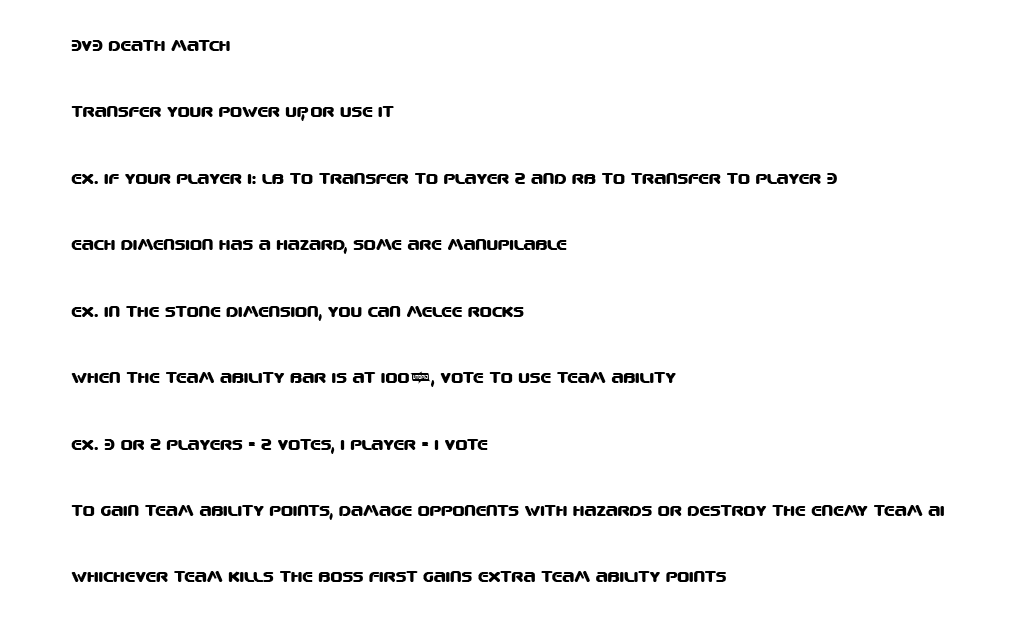 3v3 Death Match
Transfer your power up, or use it
Ex. If your player 1: LB to transfer to player 2 and RB to transfer to player 3
Each dimension has a hazard, some are manupilable
Ex. In the stone dimension, you can melee rocks
When the team ability bar is at 100, vote to use team ability
Ex. 3 or 2 players = 2 votes, 1 player = 1 vote
To gain team ability points, damage opponents with hazards or destroy the enemy team AI
Whichever team kills the boss first gains extra team ability points